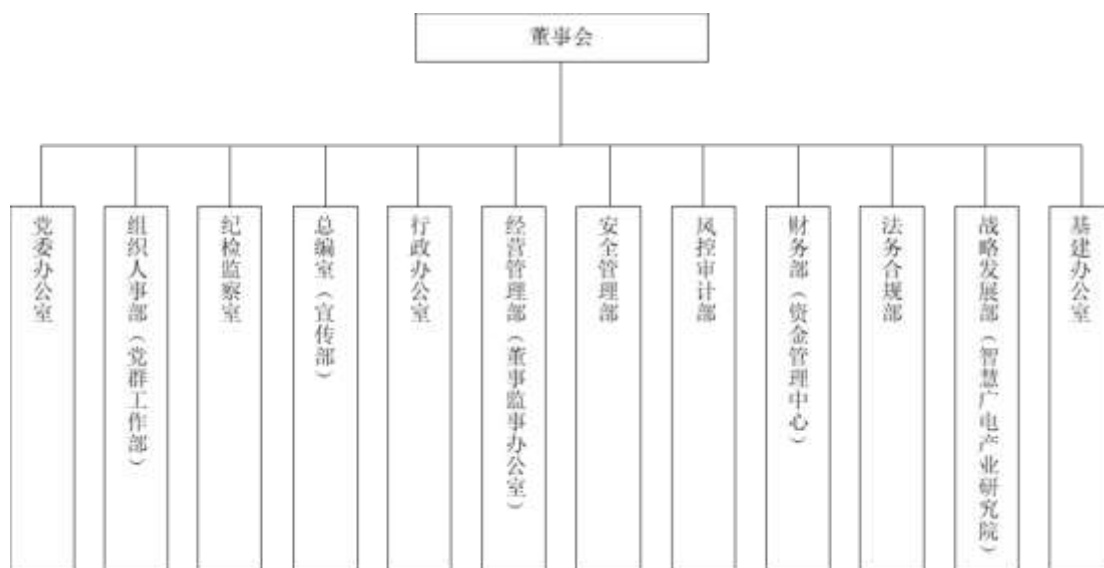 董事会
党委办公室
组织人事部（党群工作部）
纪检监察室
总编室（宣传部）
行政办公室
经营管理部（董事监事办公室）
安全管理部
风控审计部
财务部（资金管理中心）
法务合规部
战略发展部（智慧广电产业研究院）
基建办公室